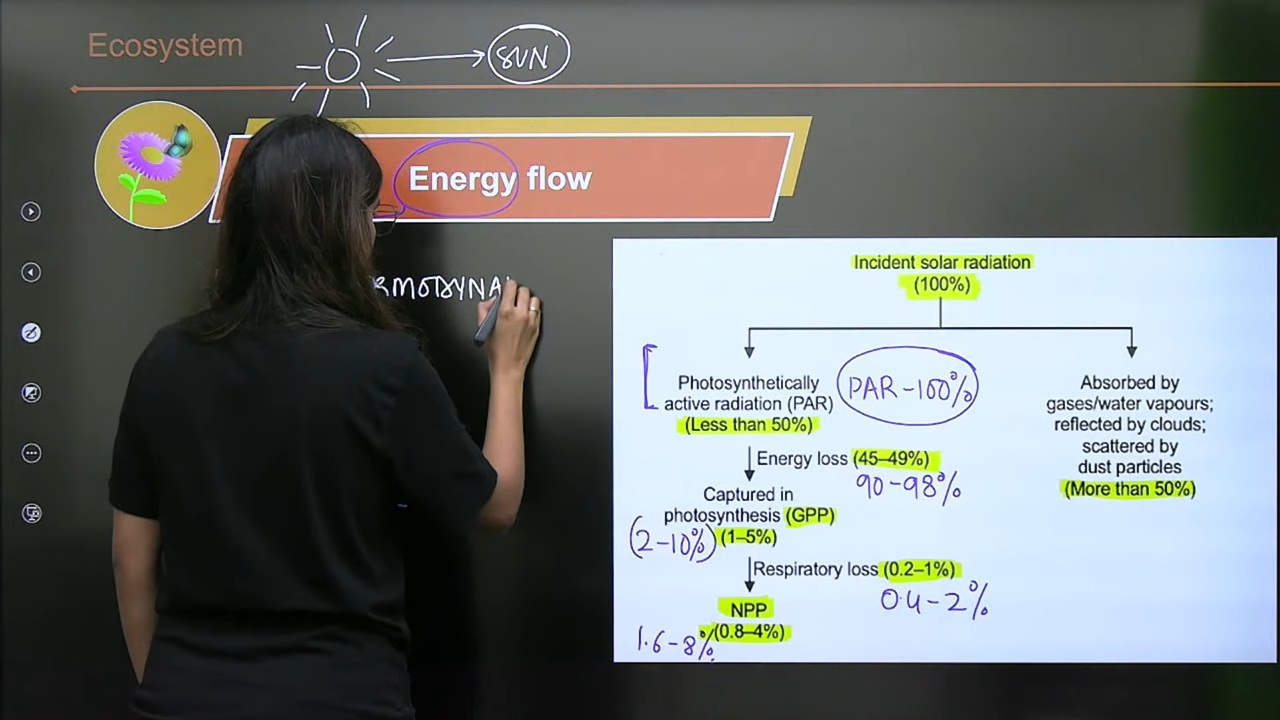 Ecosystem
SUN
Energy flow
Incident solar radiation
(100%)
Photosynthetically
active radiation (PAR)
(Less than 50%)
PAR-100%
Absorbed by
gases/water vapours;
reflected by clouds;
scattered by
dust particles
(More than 50%)
Energy loss (45–49%)
90-98%
Captured in
photosynthesis (GPP)
(2-10%) (1–5%)
Respiratory loss (0.2–1%)
0.4-2%
NPP
(0.8–4%)
1.6-8%